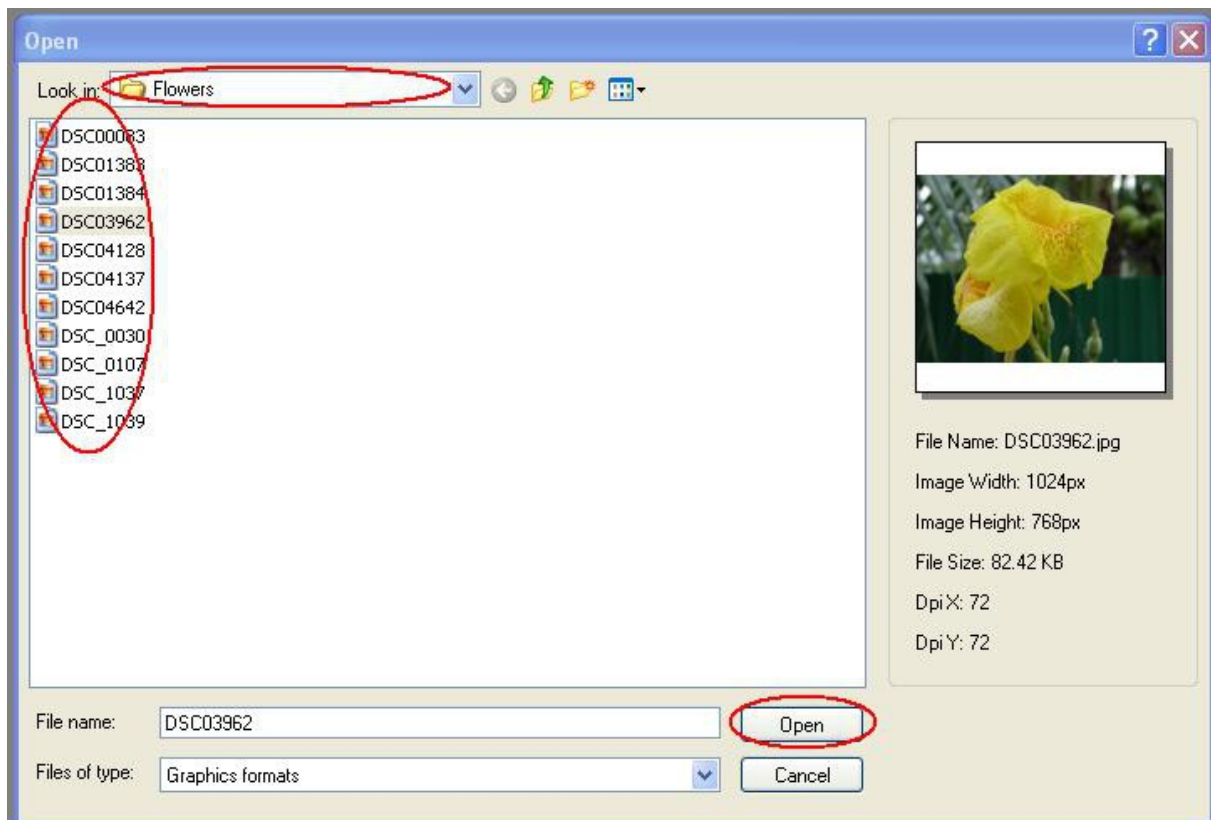 Open
Look in: Flowers
DSC00083
DSC01383
DSC01384
DSC03962
DSC04128
DSC04137
DSC04642
DSC_0030
DSC_0107
DSC_1037
DSC_1039
File Name: DSC03962.jpg
Image Width: 1024px
Image Height: 768px
File Size: 82.42 KB
Dpi X: 72
Dpi Y: 72
File name: DSC03962 Open
Files of type: Graphics formats Cancel